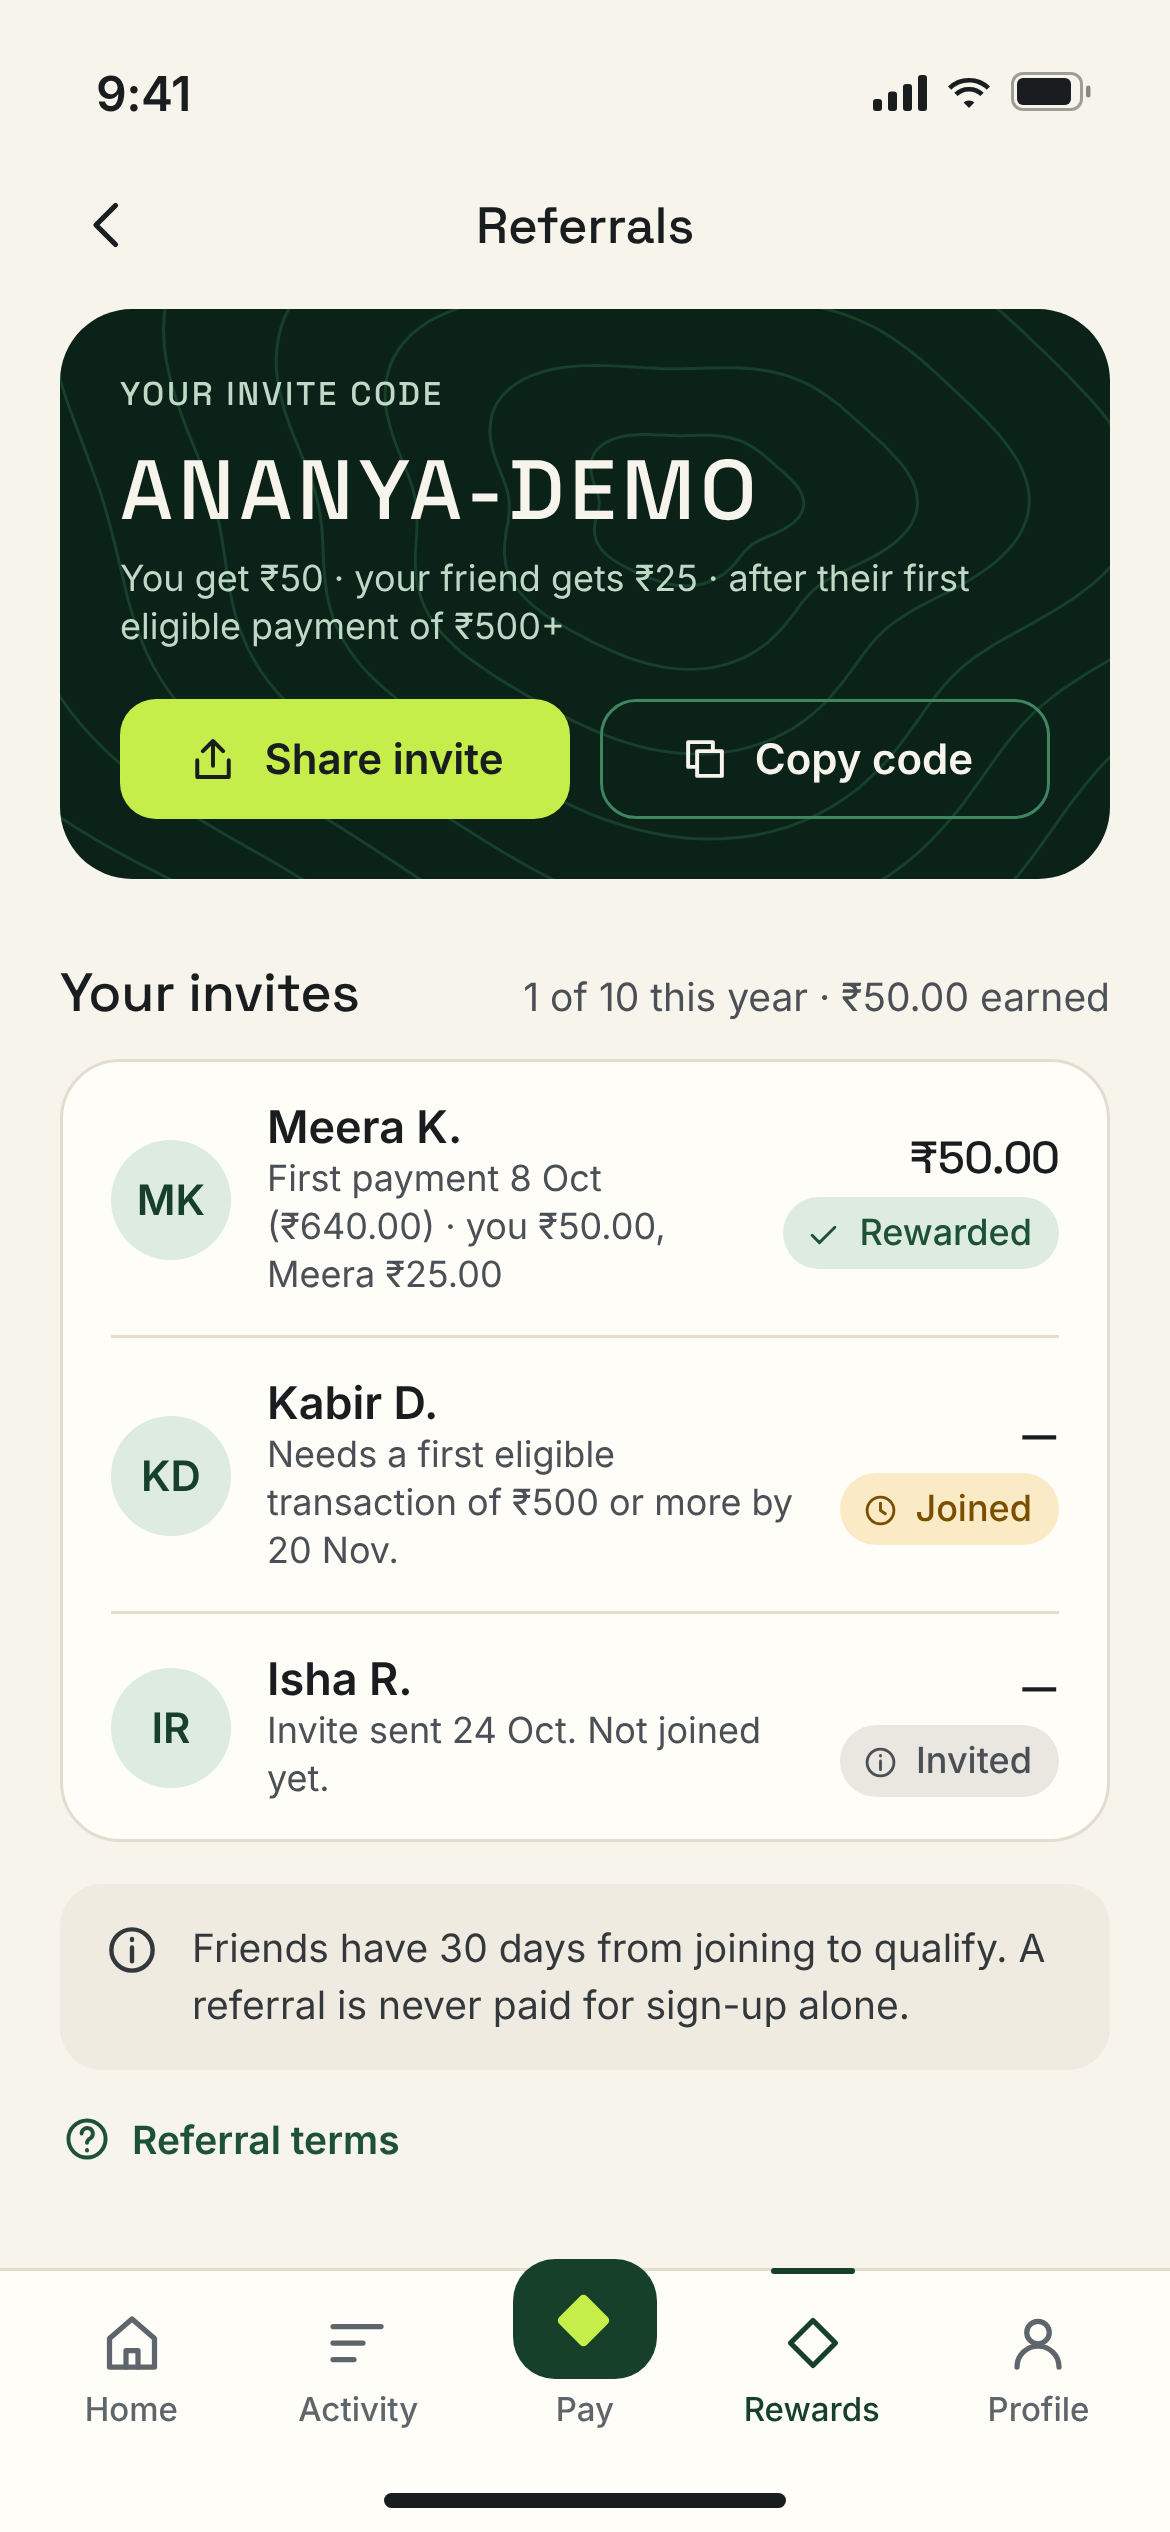 9:41
Referrals
YOUR INVITE CODE
ANANYA-DEMO
You get ₹50 · your friend gets ₹25 · after their first
eligible payment of ₹500+
Share invite
Copy code
Your invites
1 of 10 this year · ₹50.00 earned
MK
Meera K.
First payment 8 Oct
(₹640.00) · you ₹50.00,
Meera ₹25.00
₹50.00
Rewarded
KD
Kabir D.
Needs a first eligible
transaction of ₹500 or more by
20 Nov.
—
Joined
IR
Isha R.
Invite sent 24 Oct. Not joined
yet.
—
Invited
Friends have 30 days from joining to qualify. A
referral is never paid for sign-up alone.
Referral terms
Home
Activity
Pay
Rewards
Profile